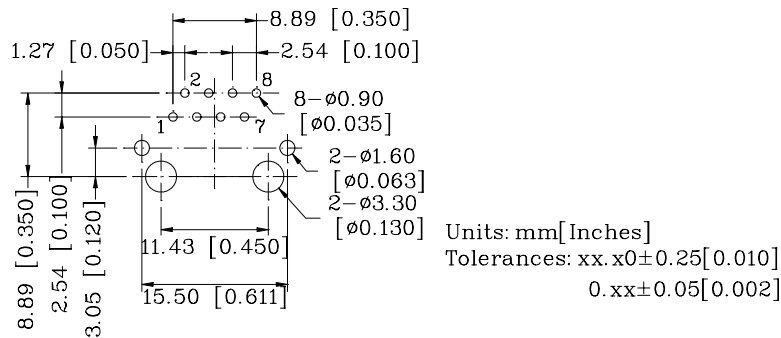 8.89 [0.350]
1.27 [0.050]
2.54 [0.100]
2
8
8-ø0.90
[ø0.035]
1
7
2-ø1.60
[ø0.063]
2-ø3.30
[ø0.130]
8.89 [0.350]
2.54 [0.100]
3.05 [0.120]
11.43 [0.450]
15.50 [0.611]
Units: mm[Inches]
Tolerances: xx.x0±0.25[0.010]
0.xx±0.05[0.002]